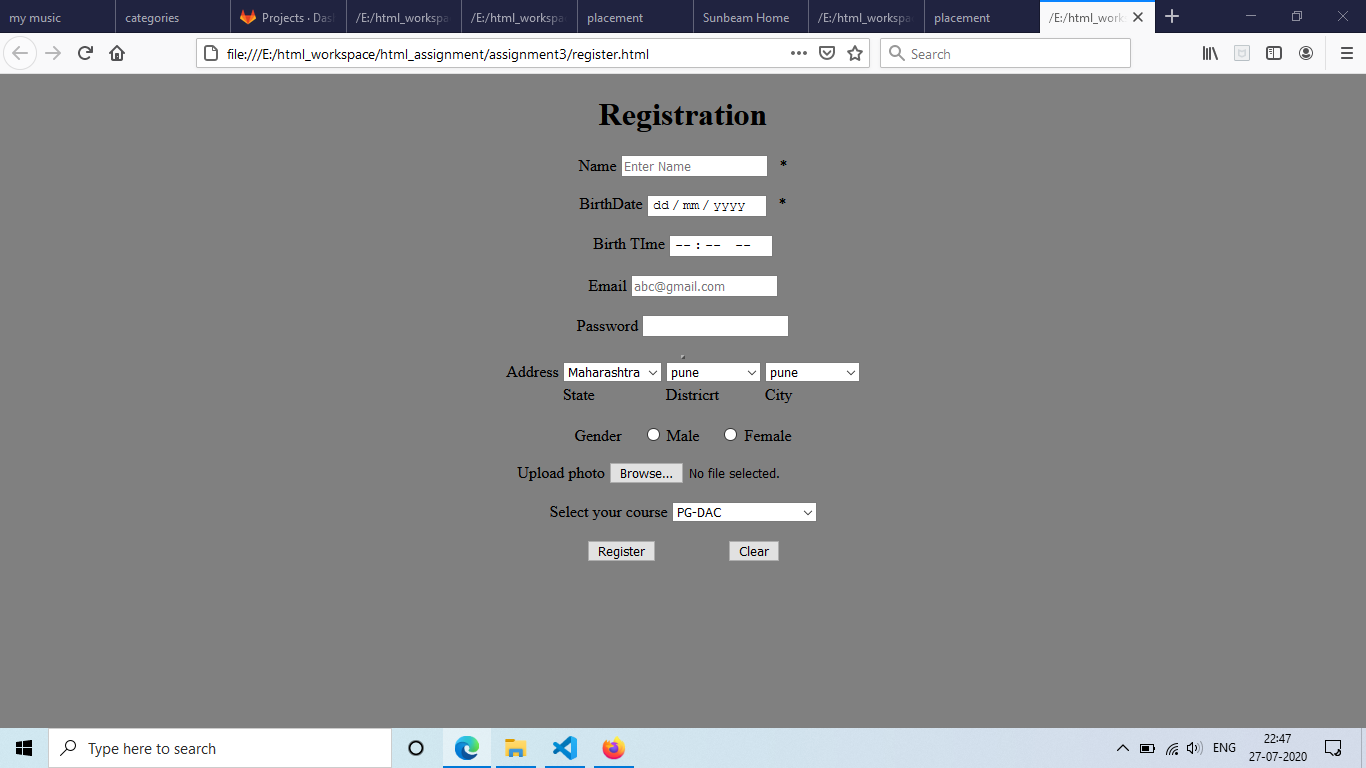 my music categories Projects · Das /E:/html_workspa /E:/html_workspa placement Sunbeam Home /E:/html_workspa placement /E:/html_works
file:///E:/html_workspace/html_assignment/assignment3/register.html Search
Registration
Name Enter Name *
BirthDate dd / mm / yyyy *
Birth TIme -- : -- --
Email abc@gmail.com
Password
Address Maharashtra pune pune
State Districrt City
Gender Male Female
Upload photo Browse... No file selected.
Select your course PG-DAC
Register Clear
Type here to search ENG 22:47
27-07-2020